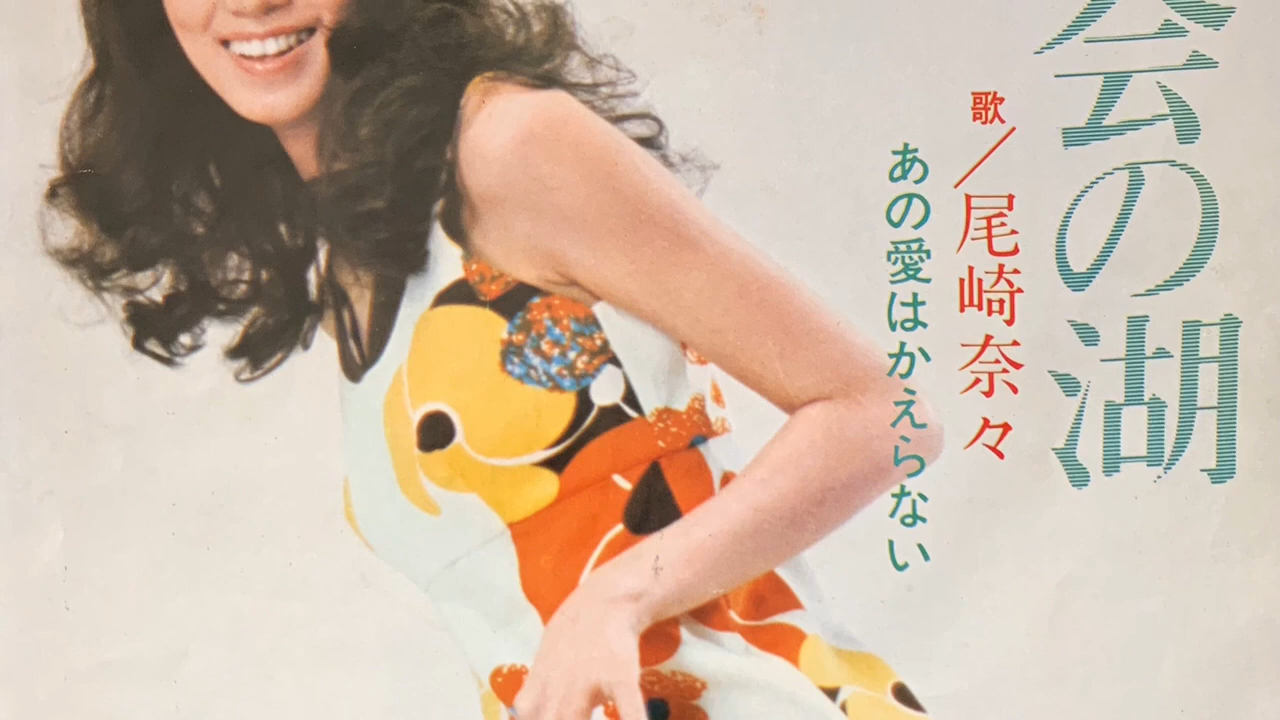 会の湖
歌／尾崎奈々
あの愛はかえらない